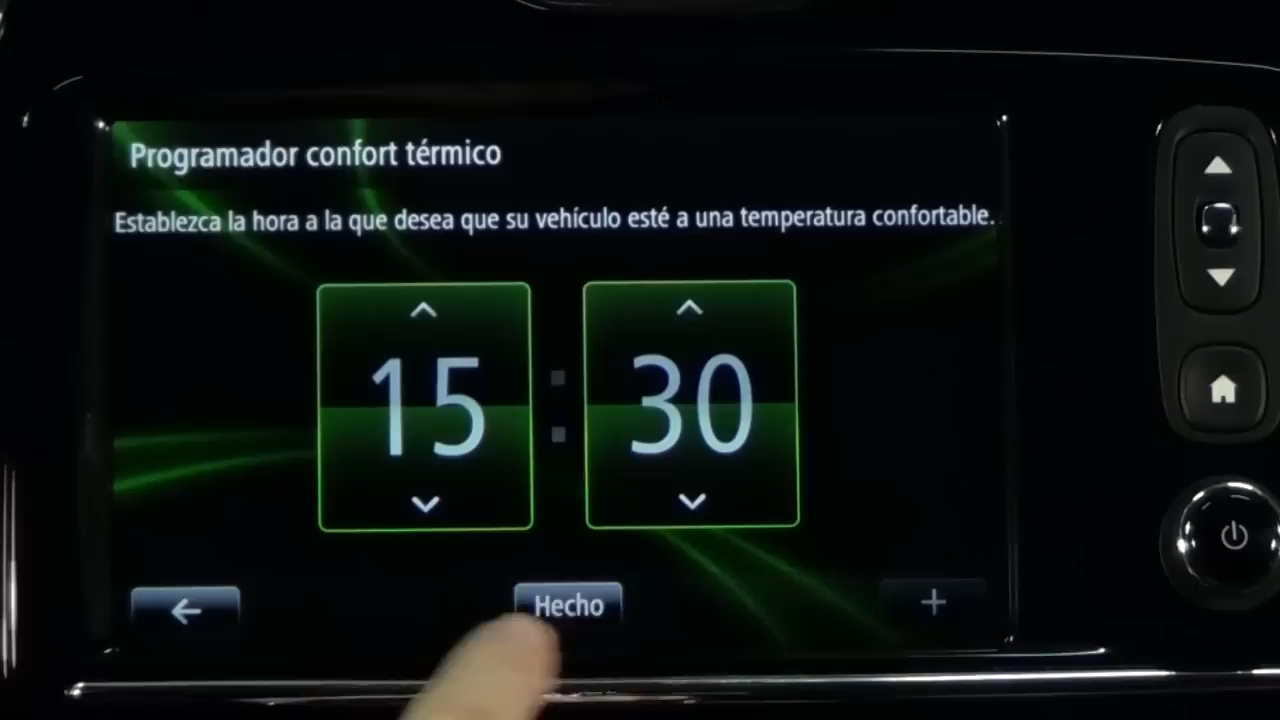 Programador confort térmico
Establezca la hora a la que desea que su vehículo esté a una temperatura confortable.
15 : 30
Hecho